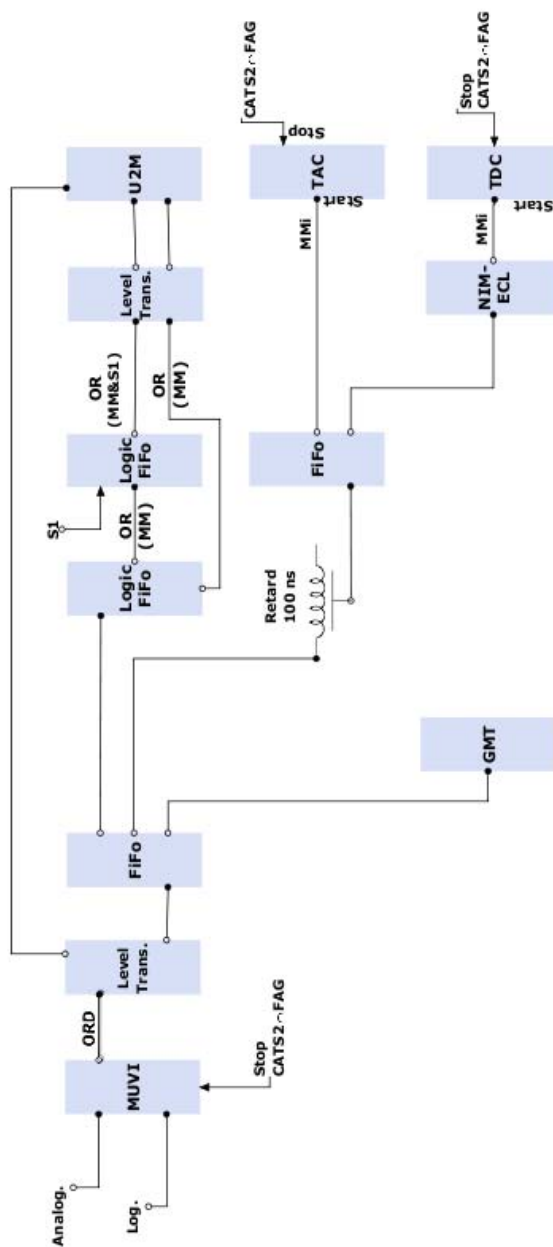 Analog.
Log.
MUVI
Stop
CATS2∩FAG
ORD
Level
Trans.
FiFo
GMT
Retard
100 ns
Logic
FiFo
OR
(MM)
S1
Logic
FiFo
OR
(MM&S1)
OR
(MM)
Level
Trans.
U2M
FiFo
MMi
Start
TAC
Stop
CATS2∩FAG
NIM-
ECL
MMi
Start
TDC
Stop
CATS2∩FAG